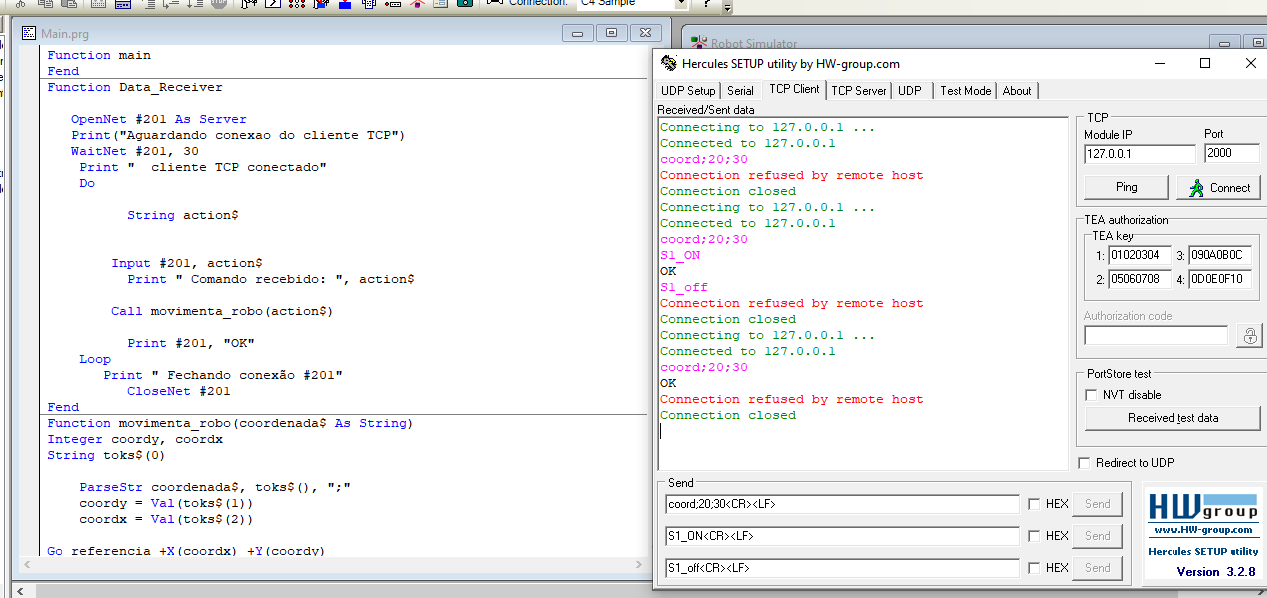 Connection:
C4 Sample
?
Main.prg
Function main
Fend
Function Data_Receiver
OpenNet #201 As Server
Print("Aguardando conexao do cliente TCP")
WaitNet #201, 30
Print "  cliente TCP conectado"
Do
String action$
Input #201, action$
Print " Comando recebido: ", action$
Call movimenta_robo(action$)
Print #201, "OK"
Loop
Print " Fechando conexão #201"
CloseNet #201
Fend
Function movimenta_robo(coordenada$ As String)
Integer coordy, coordx
String toks$(0)
ParseStr coordenada$, toks$(), ";"
coordy = Val(toks$(1))
coordx = Val(toks$(2))
Go referencia +X(coordx) +Y(coordy)
Robot Simulator
Hercules SETUP utility by HW-group.com
UDP Setup
Serial
TCP Client
TCP Server
UDP
Test Mode
About
Received/Sent data
Connecting to 127.0.0.1 ...
Connected to 127.0.0.1
coord;20;30
Connection refused by remote host
Connection closed
Connecting to 127.0.0.1 ...
Connected to 127.0.0.1
coord;20;30
S1_ON
OK
S1_off
Connection refused by remote host
Connection closed
Connecting to 127.0.0.1 ...
Connected to 127.0.0.1
coord;20;30
OK
Connection refused by remote host
Connection closed
TCP
Module IP
Port
127.0.0.1
2000
Ping
Connect
TEA authorization
TEA key
1: 01020304
3: 090A0B0C
2: 05060708
4: 0D0E0F10
Authorization code
PortStore test
NVT disable
Received test data
Redirect to UDP
Send
coord;20;30<CR><LF>
HEX
Send
S1_ON<CR><LF>
HEX
Send
S1_off<CR><LF>
HEX
Send
HWgroup
www.HW-group.com
Hercules SETUP utility
Version 3.2.8